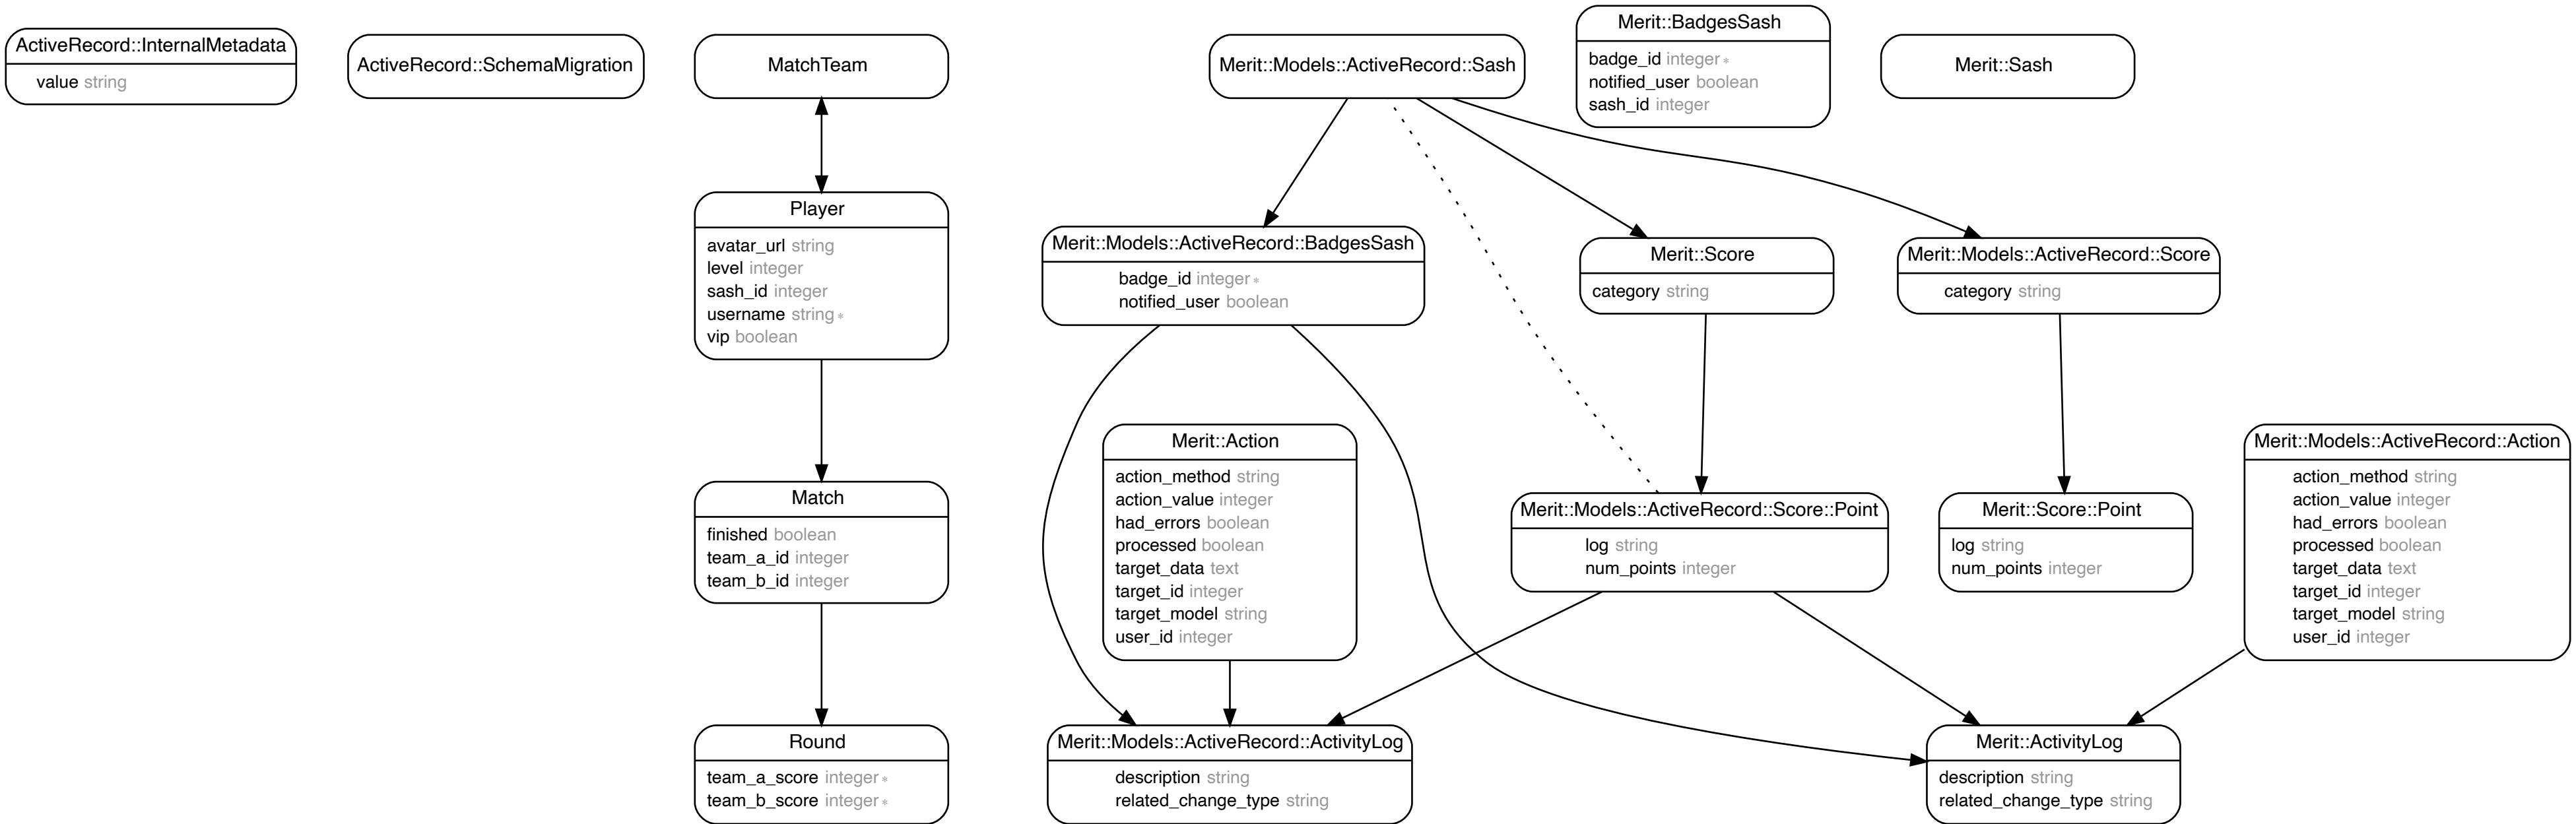 ActiveRecord::InternalMetadata
value string
ActiveRecord::SchemaMigration
MatchTeam
Merit::Models::ActiveRecord::Sash
Merit::BadgesSash
badge_id integer*
notified_user boolean
sash_id integer
Merit::Sash
Player
avatar_url string
level integer
sash_id integer
username string*
vip boolean
Merit::Models::ActiveRecord::BadgesSash
badge_id integer*
notified_user boolean
Merit::Score
category string
Merit::Models::ActiveRecord::Score
category string
Match
finished boolean
team_a_id integer
team_b_id integer
Merit::Action
action_method string
action_value integer
had_errors boolean
processed boolean
target_data text
target_id integer
target_model string
user_id integer
Merit::Models::ActiveRecord::Score::Point
log string
num_points integer
Merit::Score::Point
log string
num_points integer
Merit::Models::ActiveRecord::Action
action_method string
action_value integer
had_errors boolean
processed boolean
target_data text
target_id integer
target_model string
user_id integer
Round
team_a_score integer*
team_b_score integer*
Merit::Models::ActiveRecord::ActivityLog
description string
related_change_type string
Merit::ActivityLog
description string
related_change_type string